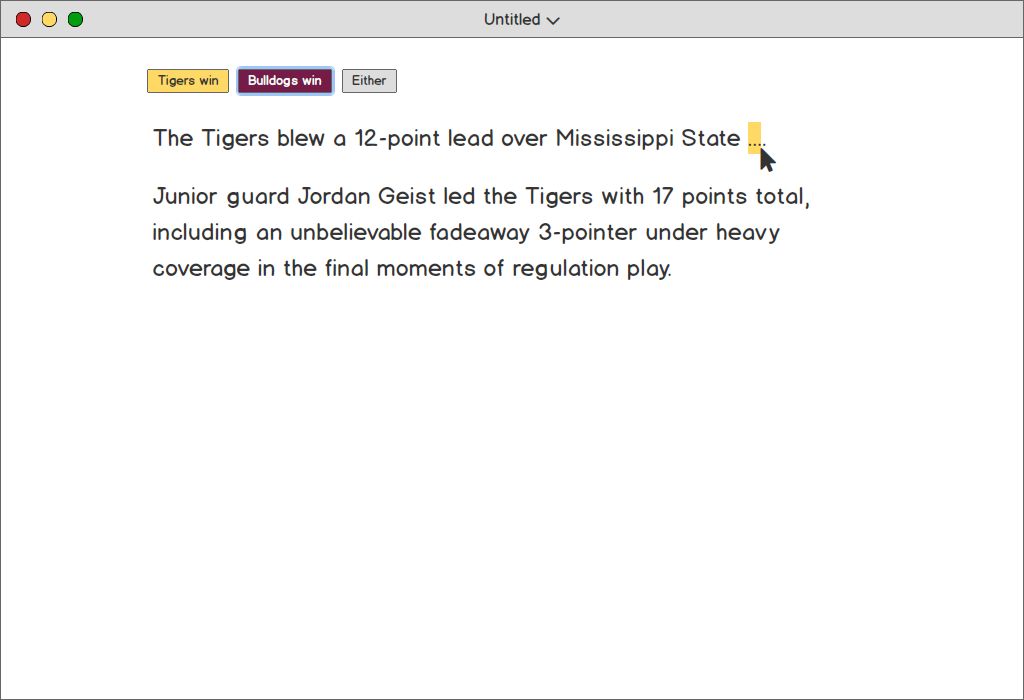 Untitled
Tigers win Bulldogs win Either
The Tigers blew a 12-point lead over Mississippi State ....
Junior guard Jordan Geist led the Tigers with 17 points total,
including an unbelievable fadeaway 3-pointer under heavy
coverage in the final moments of regulation play.